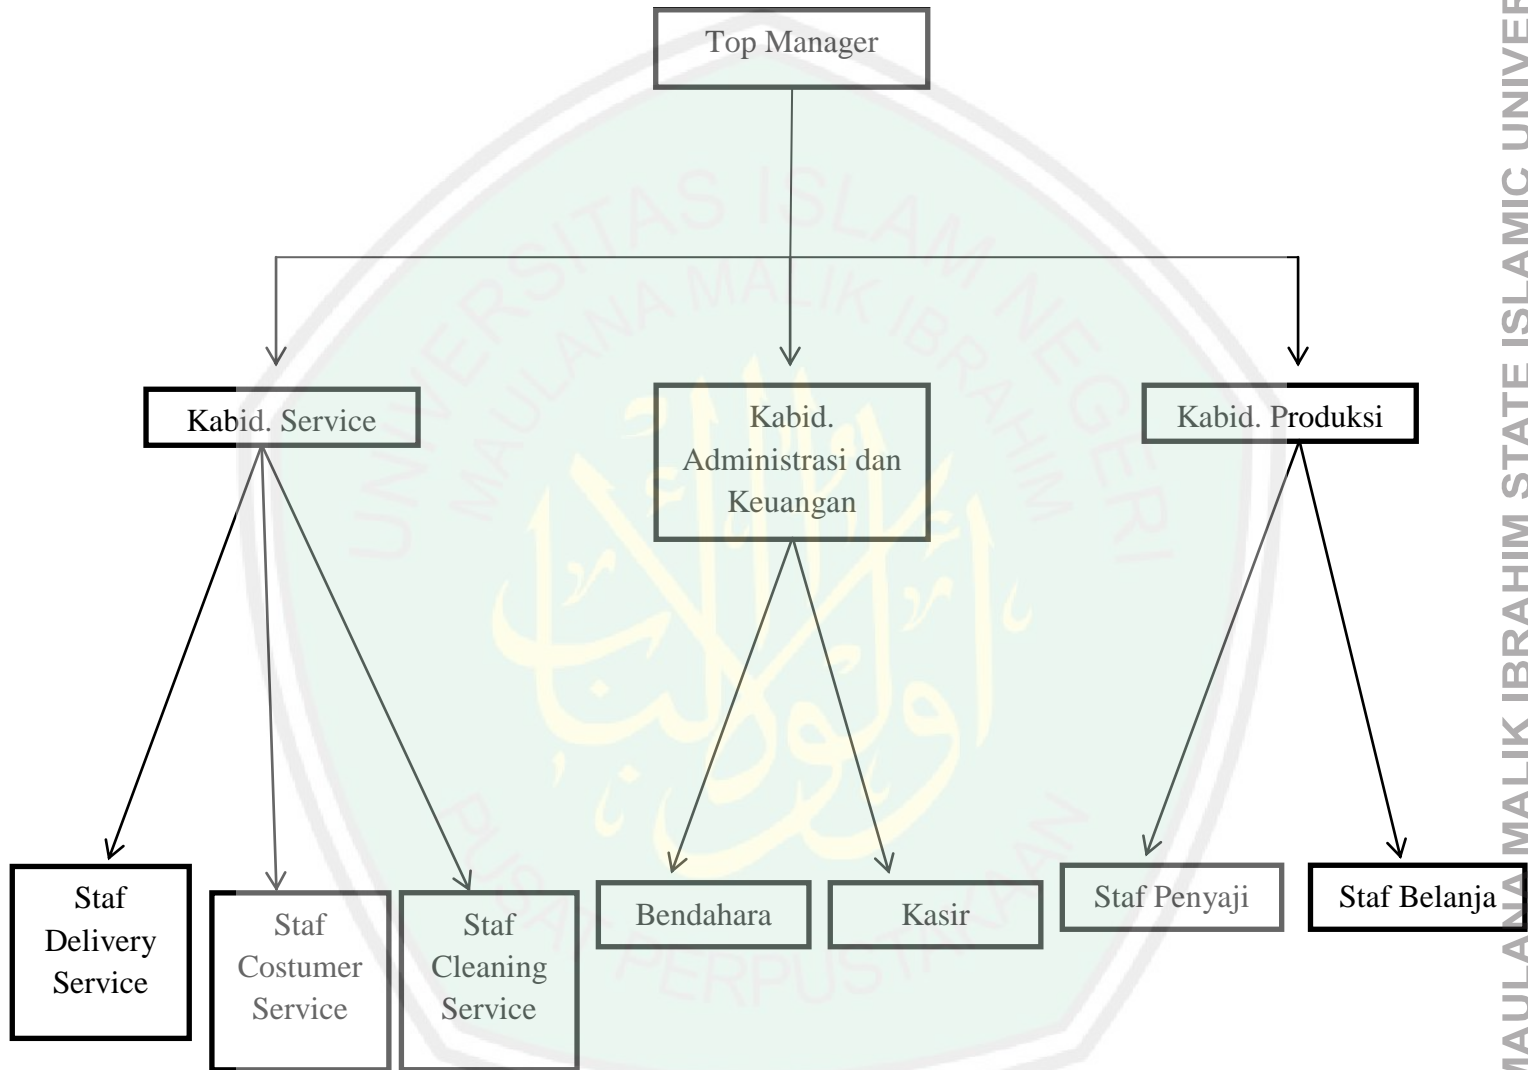 Top Manager
Kabid. Service
Kabid.
Administrasi dan
Keuangan
Kabid. Produksi
Staf
Delivery
Service
Staf
Costumer
Service
Staf
Cleaning
Service
Bendahara
Kasir
Staf Penyaji
Staf Belanja
UNIVERSITAS ISLAM NEGERI
MAULANA MALIK IBRAHIM
PUSAT PERPUSTAKAAN
MAULANA MALIK IBRAHIM STATE ISLAMIC